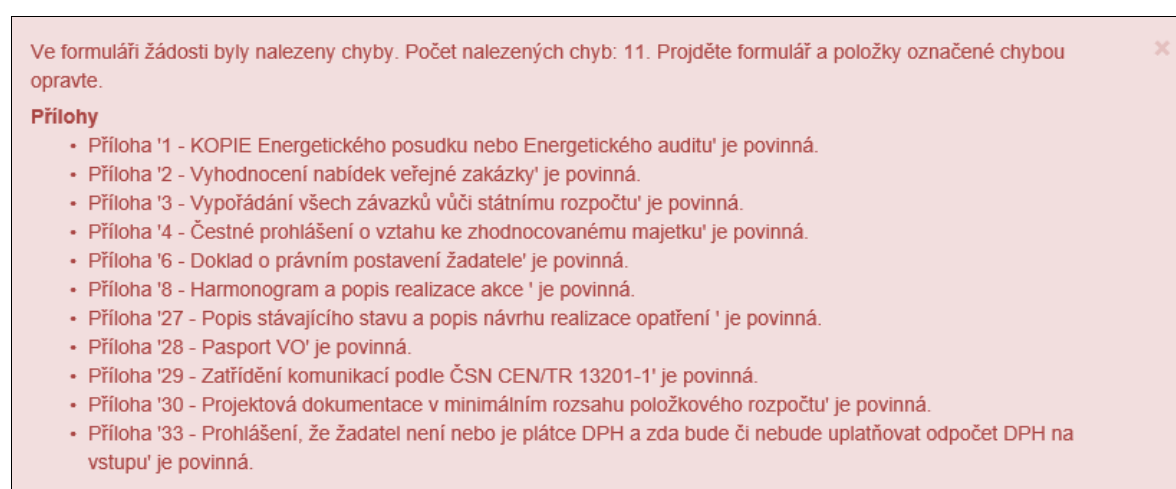 Ve formuláři žádosti byly nalezeny chyby. Počet nalezených chyb: 11. Projděte formulář a položky označené chybou
opravte.
Přílohy
• Příloha '1 - KOPIE Energetického posudku nebo Energetického auditu' je povinná.
• Příloha '2 - Vyhodnocení nabídek veřejné zakázky' je povinná.
• Příloha '3 - Vypořádání všech závazků vůči státnímu rozpočtu' je povinná.
• Příloha '4 - Čestné prohlášení o vztahu ke zhodnocovanému majetku' je povinná.
• Příloha '6 - Doklad o právním postavení žadatele' je povinná.
• Příloha '8 - Harmonogram a popis realizace akce ' je povinná.
• Příloha '27 - Popis stávajícího stavu a popis návrhu realizace opatření ' je povinná.
• Příloha '28 - Pasport VO' je povinná.
• Příloha '29 - Zatřídění komunikací podle ČSN CEN/TR 13201-1' je povinná.
• Příloha '30 - Projektová dokumentace v minimálním rozsahu položkového rozpočtu' je povinná.
• Příloha '33 - Prohlášení, že žadatel není nebo je plátce DPH a zda bude či nebude uplatňovat odpočet DPH na
vstupu' je povinná.